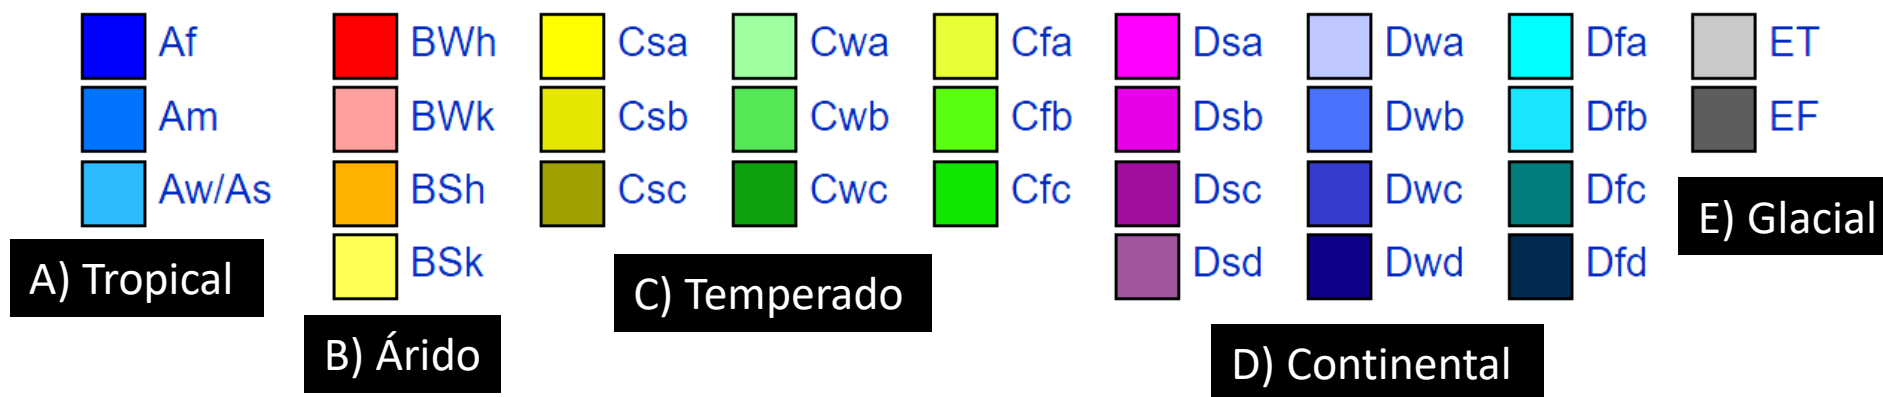 Af
Am
Aw/As
A) Tropical
BWh
BWk
BSh
BSk
B) Árido
Csa
Csb
Csc
Cwa
Cwb
Cwc
Cfa
Cfb
Cfc
C) Temperado
Dsa
Dsb
Dsc
Dsd
Dwa
Dwb
Dwc
Dwd
Dfa
Dfb
Dfc
Dfd
D) Continental
ET
EF
E) Glacial